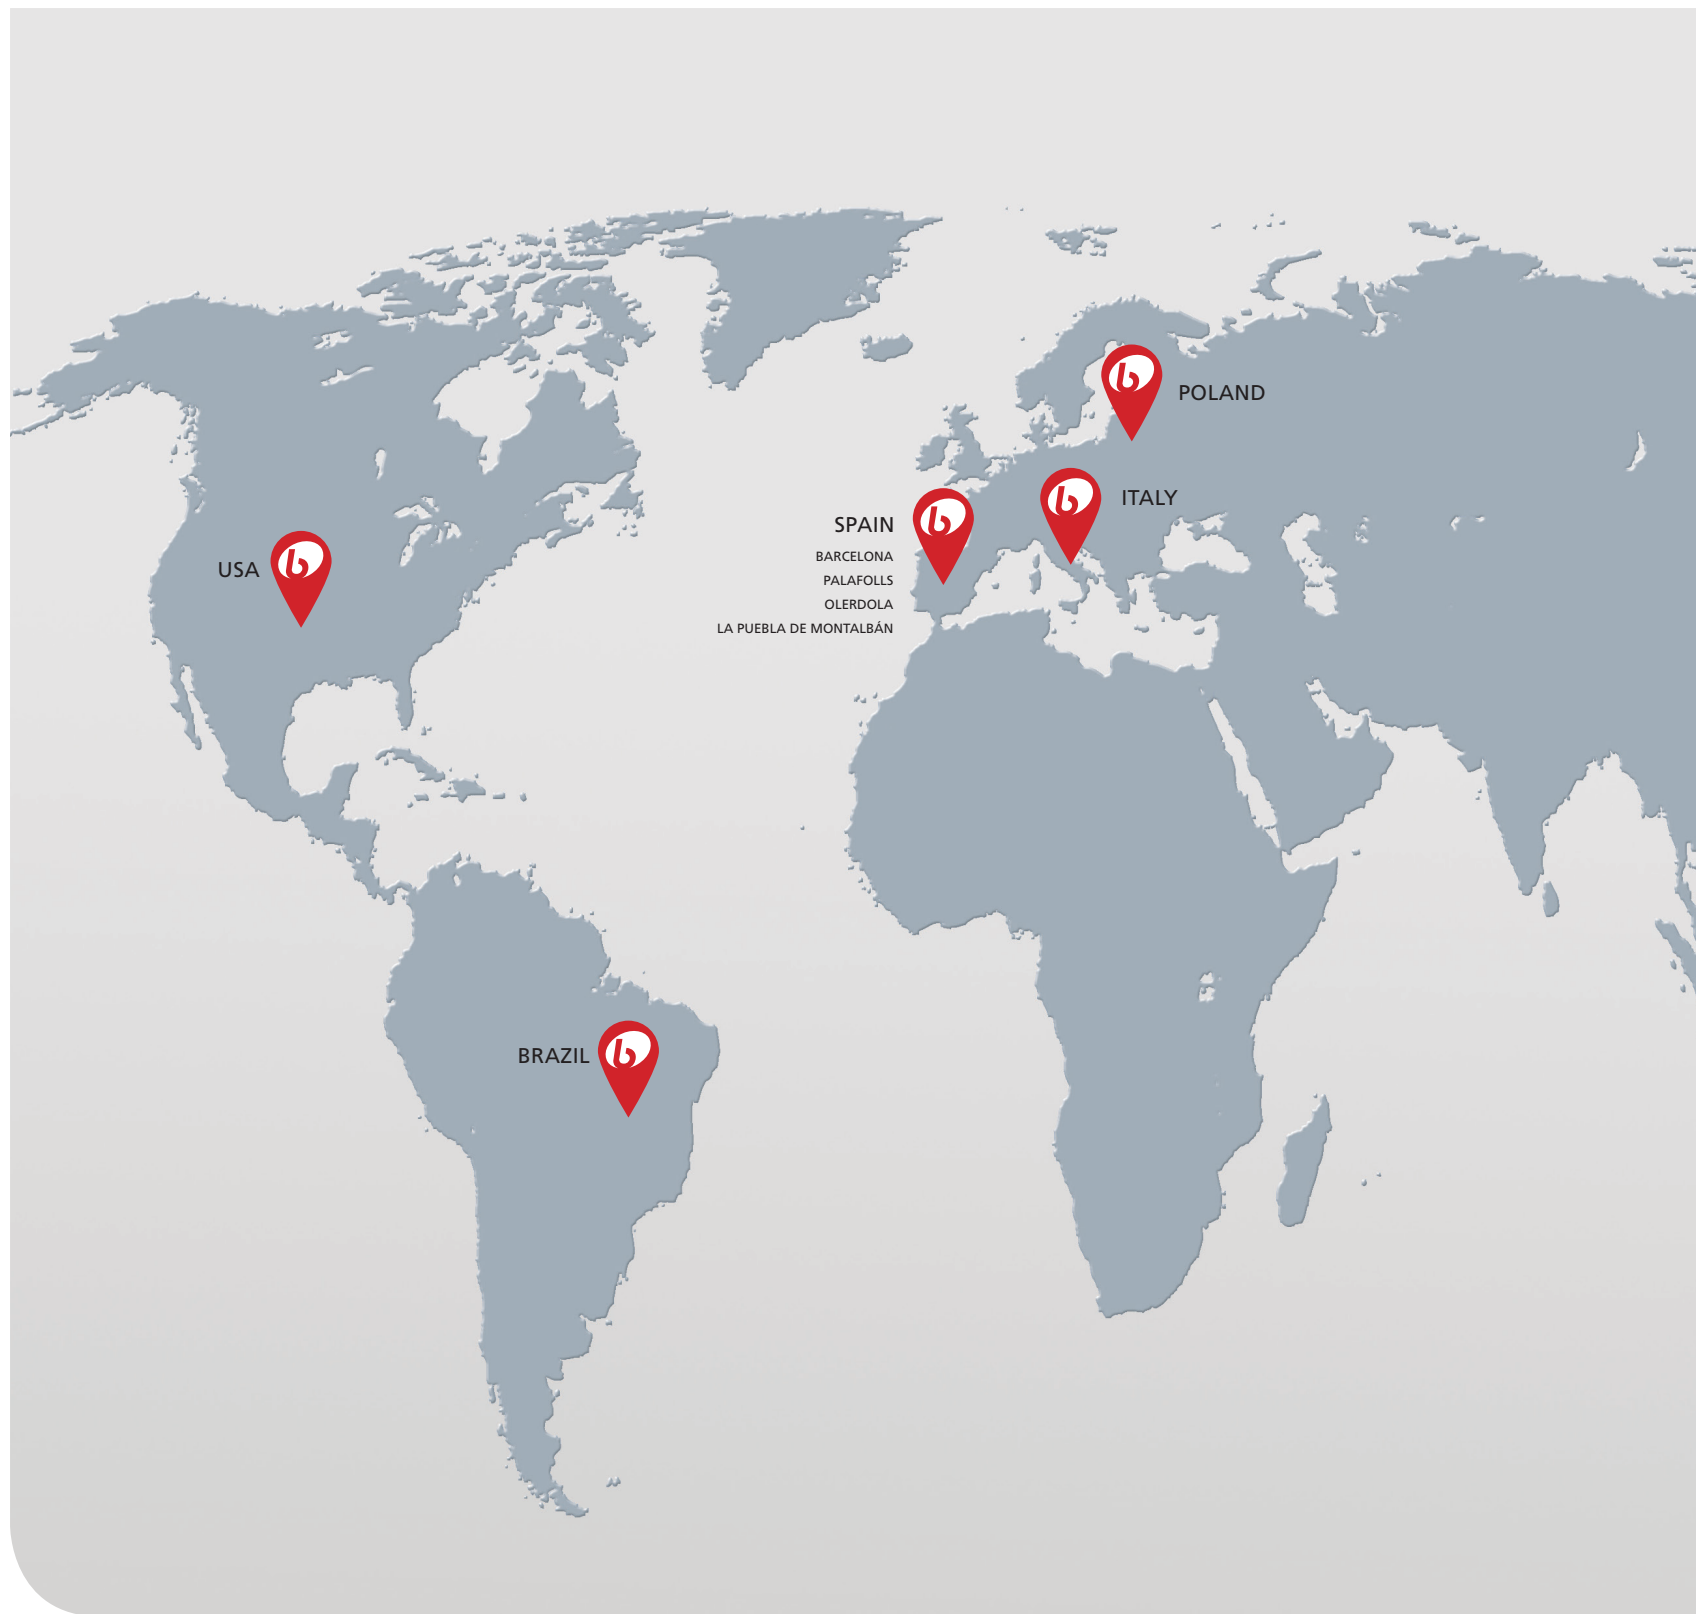 POLAND
ITALY
SPAIN
BARCELONA
PALAFOLLS
OLERDOLA
LA PUEBLA DE MONTALBÁN
USA
BRAZIL